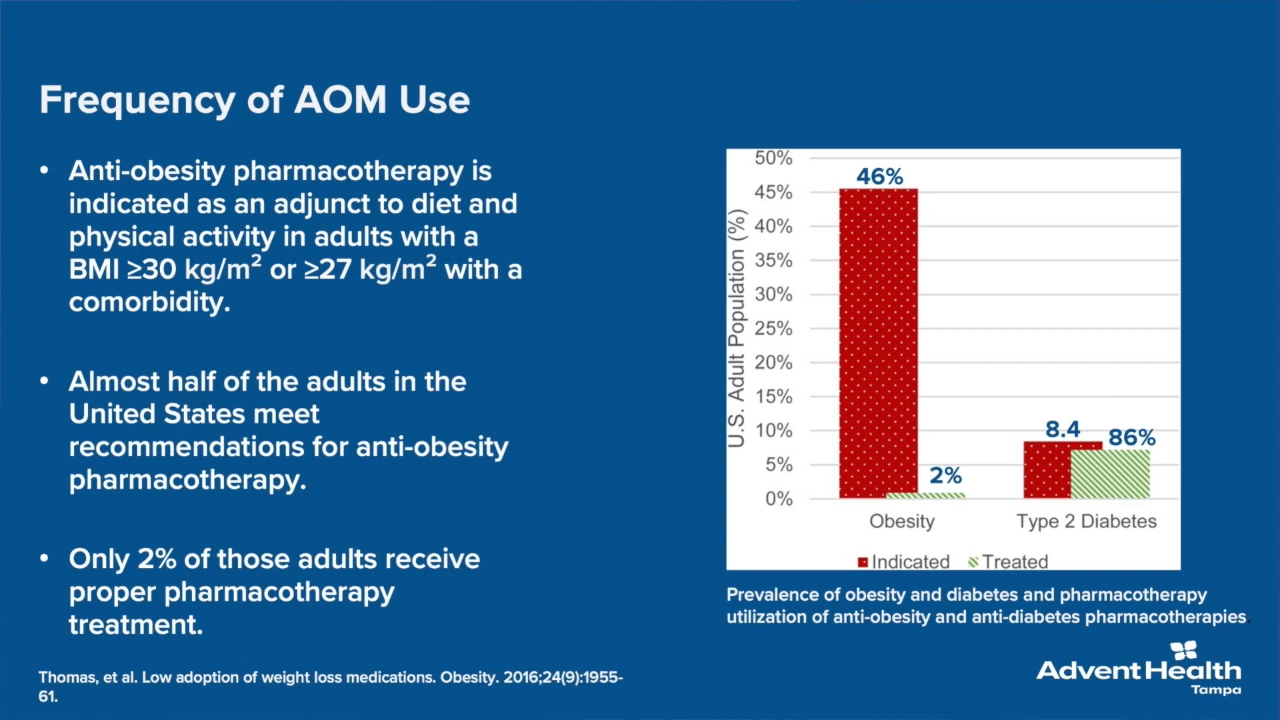 Frequency of AOM Use
• Anti-obesity pharmacotherapy is
indicated as an adjunct to diet and
physical activity in adults with a
BMI ≥30 kg/m² or ≥27 kg/m² with a
comorbidity.
• Almost half of the adults in the
United States meet
recommendations for anti-obesity
pharmacotherapy.
• Only 2% of those adults receive
proper pharmacotherapy
treatment.
Thomas, et al. Low adoption of weight loss medications. Obesity. 2016;24(9):1955-
61.
U.S. Adult Population (%)
50%
45%
40%
35%
30%
25%
20%
15%
10%
5%
0%
46%
2%
8.4
86%
Obesity
Type 2 Diabetes
Indicated
Treated
Prevalence of obesity and diabetes and pharmacotherapy
utilization of anti-obesity and anti-diabetes pharmacotherapies.
AdventHealth
Tampa